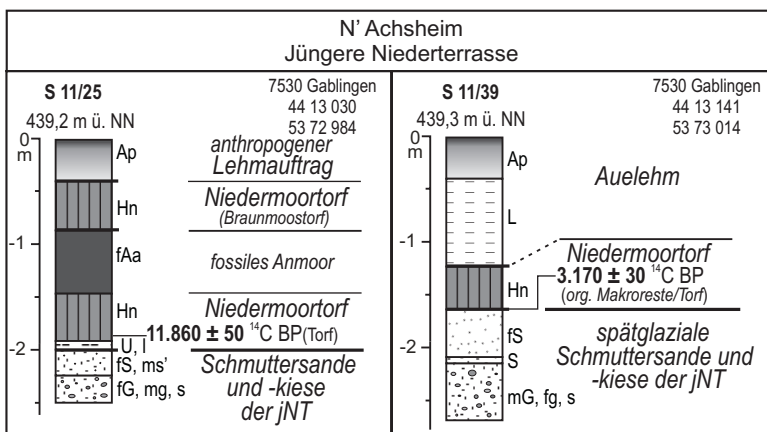 N' Achsheim
Jüngere Niederterrasse
S 11/25
7530 Gablingen
44 13 030
53 72 984
439,2 m ü. NN
0
m
-1
-2
Ap
Hn
fAa
Hn
U, l
fS, ms'
fG, mg, s
anthropogener
Lehmauftrag
Niedermoortorf
(Braunmoostorf)
fossiles Anmoor
Niedermoortorf
11.860 ± 50 ¹⁴C BP(Torf)
Schmuttersande
und -kiese
der jNT
S 11/39
7530 Gablingen
44 13 141
53 73 014
439,3 m ü. NN
0
m
-1
-2
Ap
L
Hn
fS
S
mG, fg, s
Auelehm
Niedermoortorf
3.170 ± 30 ¹⁴C BP
(org. Makroreste/Torf)
spätglaziale
Schmuttersande und
-kiese der jNT